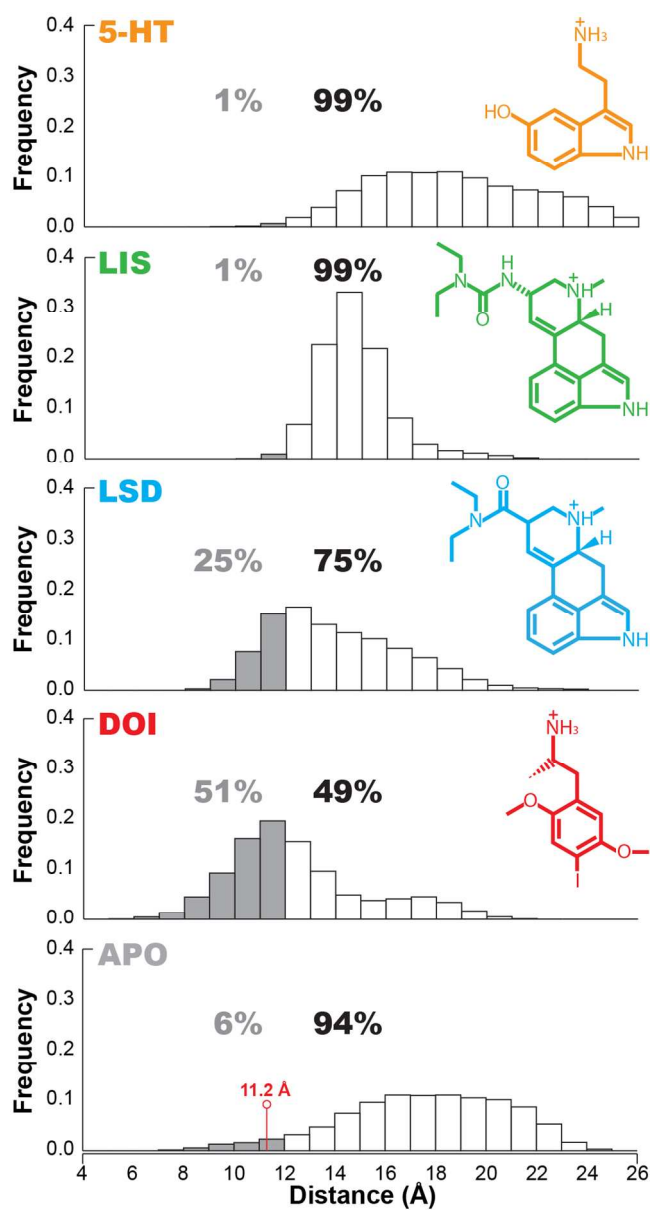 5-HT
Frequency
0.4
0.3
0.2
0.1
0.0
1% 99%
+
NH₃
HO
NH
LIS
Frequency
0.4
0.3
0.2
0.1
0.0
1% 99%
H
N
N
O
+
NH
H
NH
LSD
Frequency
0.4
0.3
0.2
0.1
0.0
25% 75%
O
N
+
NH
H
NH
DOI
Frequency
0.4
0.3
0.2
0.1
0.0
51% 49%
+
NH₃
O
O
I
APO
Frequency
0.4
0.3
0.2
0.1
0.0
6% 94%
11.2 Å
4 6 8 10 12 14 16 18 20 22 24 26
Distance (Å)